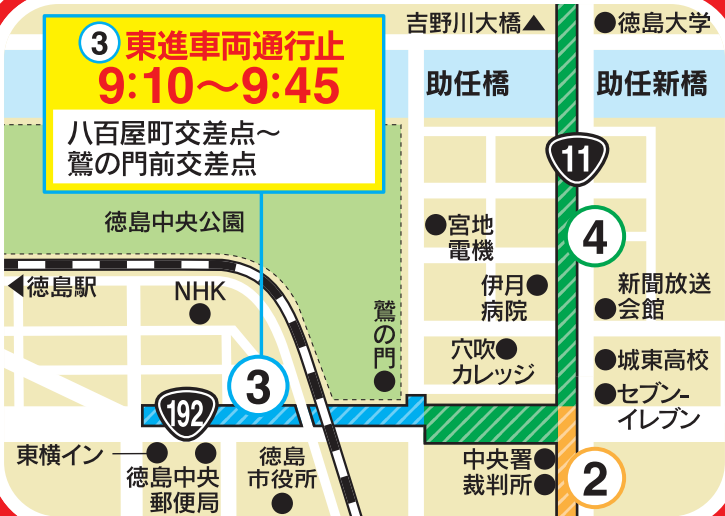 ③東進車両通行止
9:10〜9:45
八百屋町交差点〜
鷲の門前交差点
吉野川大橋▲
●徳島大学
助任橋
助任新橋
11
4
徳島中央公園
●宮地
電機
伊月●
病院
新聞放送
●会館
◀徳島駅
NHK
鷲の門
穴吹●
カレッジ
●城東高校
●セブン-
イレブン
3
192
東横イン
徳島中央
郵便局
徳島
市役所
中央署●
裁判所●
2